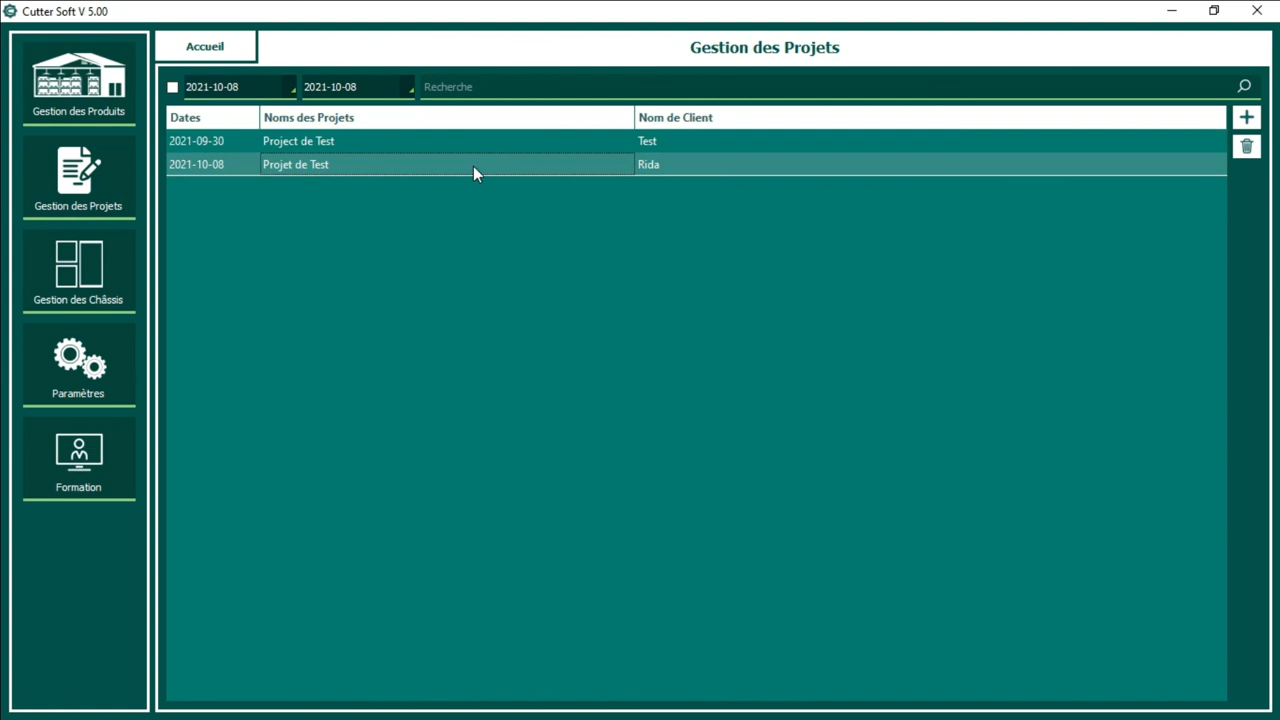 Cutter Soft V 5.00
Accueil
Gestion des Projets
Gestion des Produits
Gestion des Projets
Gestion des Châssis
Paramètres
Formation
2021-10-08 2021-10-08 Recherche
Dates Noms des Projets Nom de Client
2021-09-30 Project de Test Test
2021-10-08 Projet de Test Rida